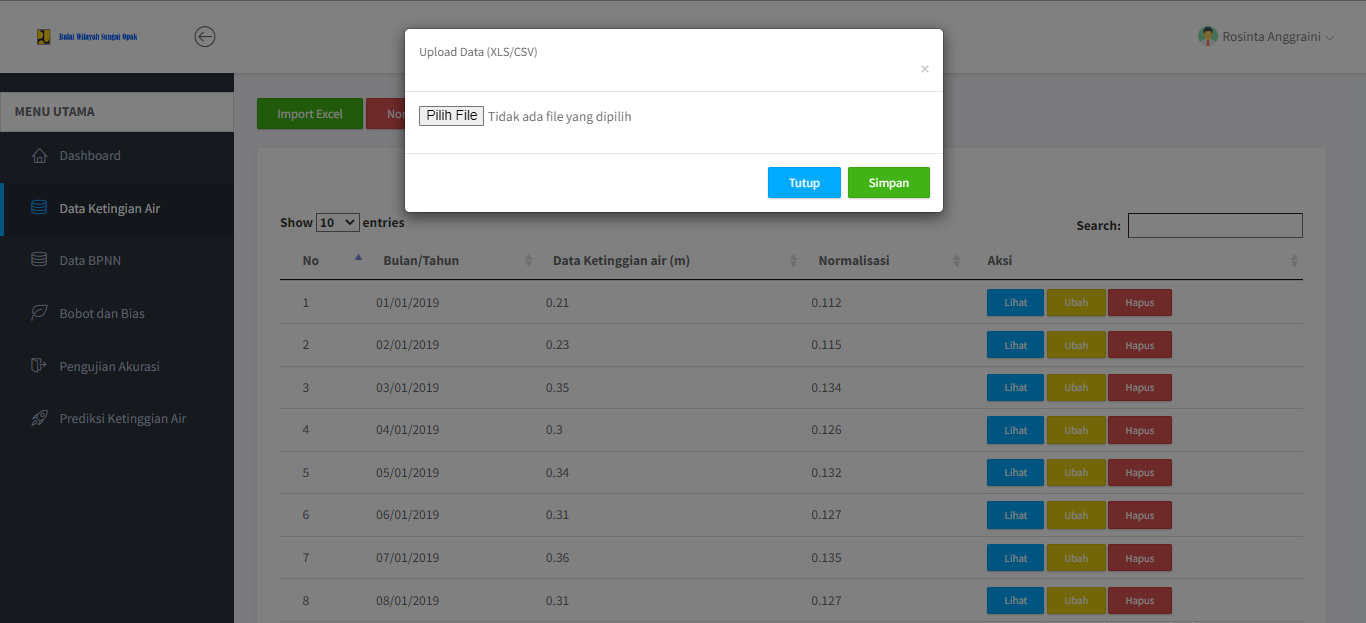 Balai Wilayah Sungai Opak
Rosinta Anggraini
Upload Data (XLS/CSV)
×
Pilih File Tidak ada file yang dipilih
Tutup Simpan
MENU UTAMA
Dashboard
Data Ketingian Air
Data BPNN
Bobot dan Bias
Pengujian Akurasi
Prediksi Ketinggian Air
Import Excel
Show 10 entries
Search:
No Bulan/Tahun Data Ketinggian air (m) Normalisasi Aksi
1 01/01/2019 0.21 0.112 Lihat Ubah Hapus
2 02/01/2019 0.23 0.115 Lihat Ubah Hapus
3 03/01/2019 0.35 0.134 Lihat Ubah Hapus
4 04/01/2019 0.3 0.126 Lihat Ubah Hapus
5 05/01/2019 0.34 0.132 Lihat Ubah Hapus
6 06/01/2019 0.31 0.127 Lihat Ubah Hapus
7 07/01/2019 0.36 0.135 Lihat Ubah Hapus
8 08/01/2019 0.31 0.127 Lihat Ubah Hapus